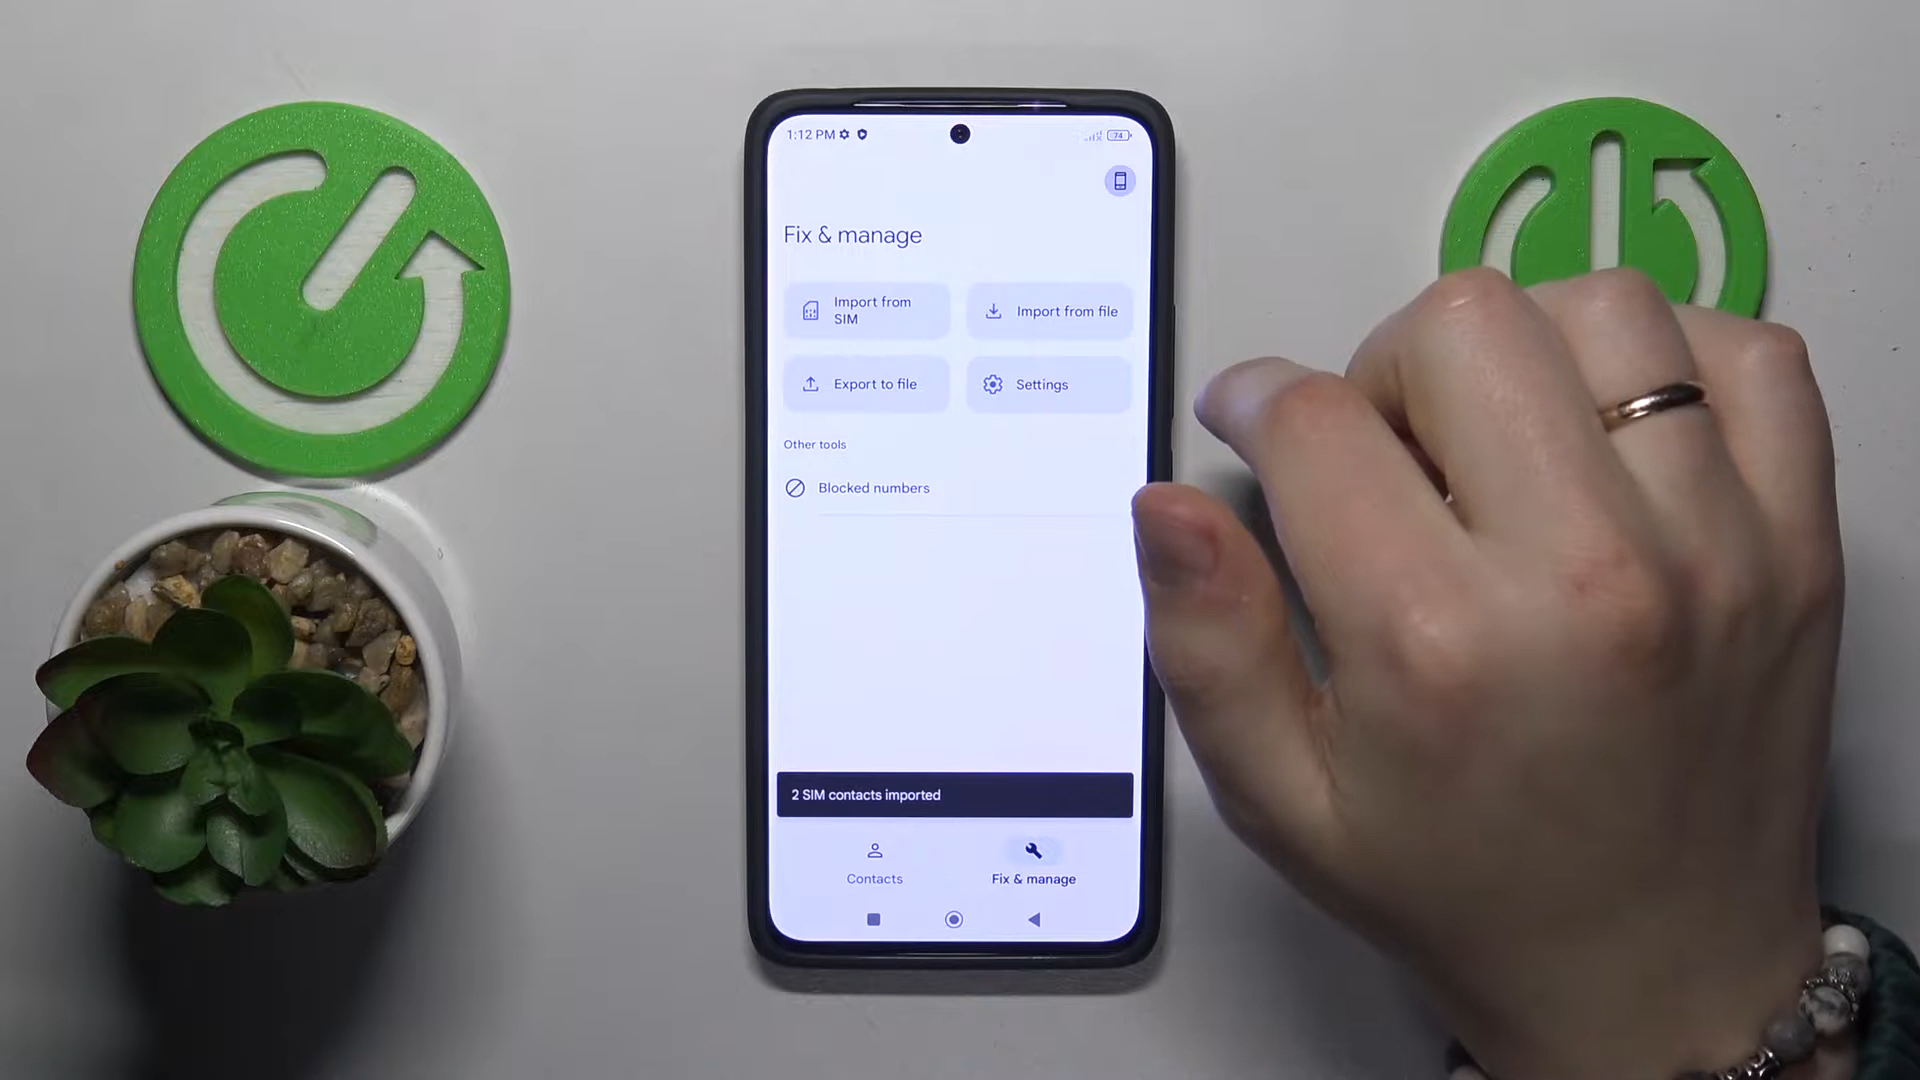 1:12 PM
74
Fix & manage
Import from
SIM
Import from file
Export to file
Settings
Other tools
Blocked numbers
2 SIM contacts imported
Contacts
Fix & manage